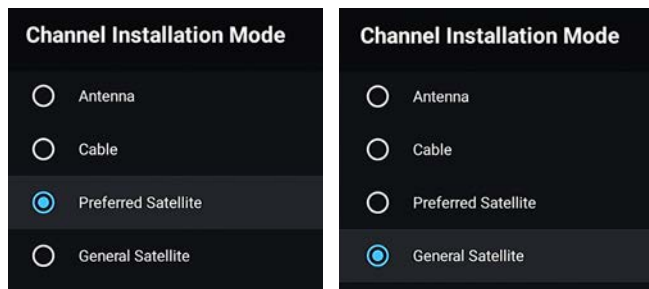 Channel Installation Mode
Antenna
Cable
Preferred Satellite
General Satellite
Channel Installation Mode
Antenna
Cable
Preferred Satellite
General Satellite